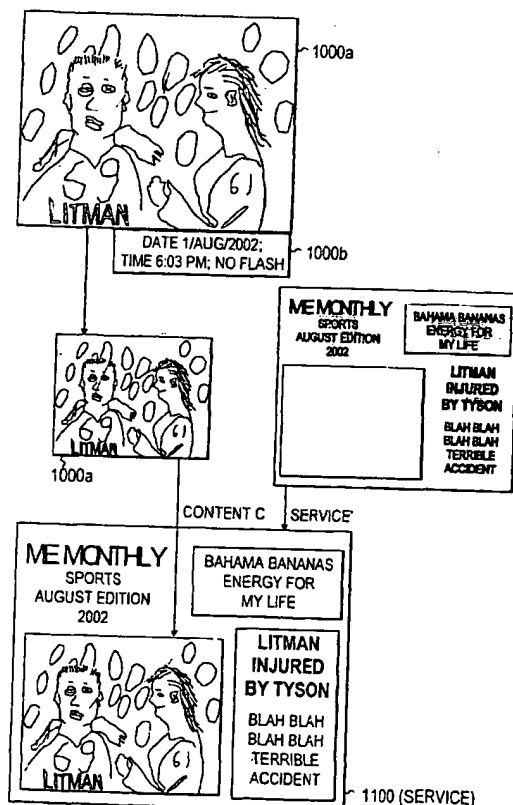 1000a
61
LITMAN
DATE 1/AUG/2002;
TIME 6:03 PM; NO FLASH
1000b
ME MONTHLY
SPORTS
AUGUST EDITION
2002
BAHAMA BANANAS
ENERGY FOR
MY LIFE
LITMAN
INJURED
BY TYSON
BLAH BLAH
BLAH BLAH
TERRIBLE
ACCIDENT
61
LITMAN
1000a
CONTENT C
SERVICE'
ME MONTHLY
SPORTS
AUGUST EDITION
2002
BAHAMA BANANAS
ENERGY FOR
MY LIFE
LITMAN
INJURED
BY TYSON
BLAH BLAH
BLAH BLAH
TERRIBLE
ACCIDENT
61
LITMAN
1100 (SERVICE)